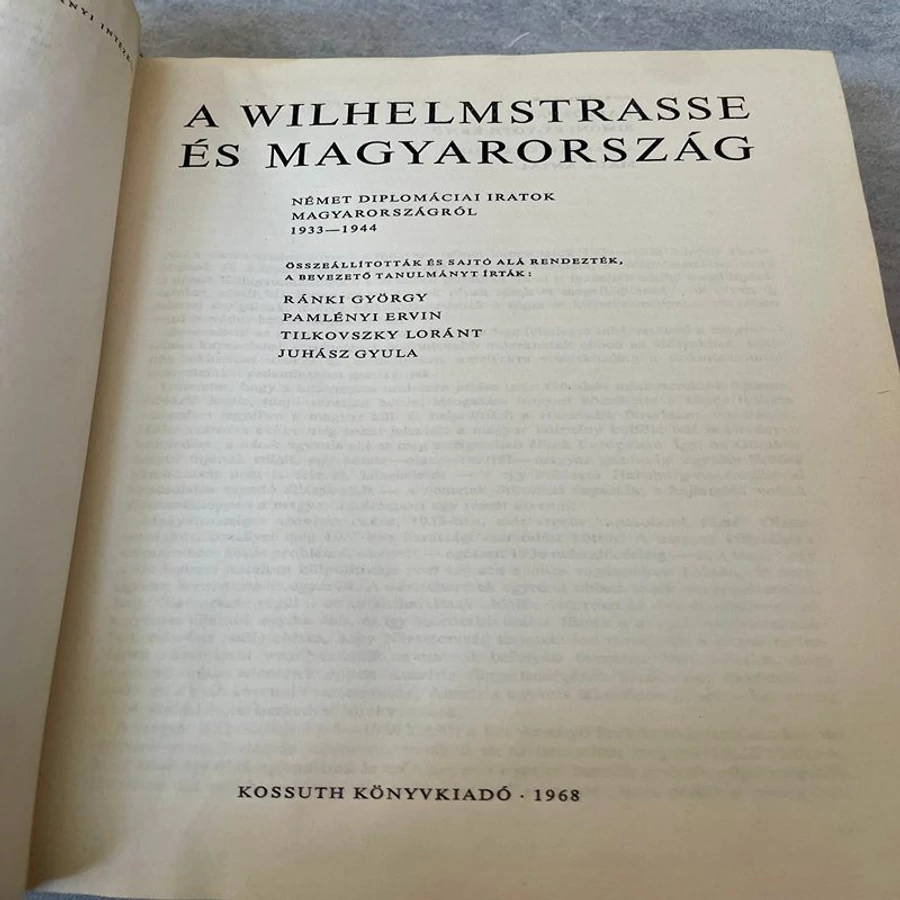 A WILHELMSTRASSE
ÉS MAGYARORSZÁG
NÉMET DIPLOMÁCIAI IRATOK
MAGYARORSZÁGRÓL
1933—1944
ÖSSZEÁLLÍTOTTÁK ÉS SAJTÓ ALÁ RENDEZTÉK,
A BEVEZETŐ TANULMÁNYT ÍRTÁK:
RÁNKI GYÖRGY
PAMLÉNYI ERVIN
TILKOVSZKY LORÁNT
JUHÁSZ GYULA
KOSSUTH KÖNYVKIADÓ · 1968